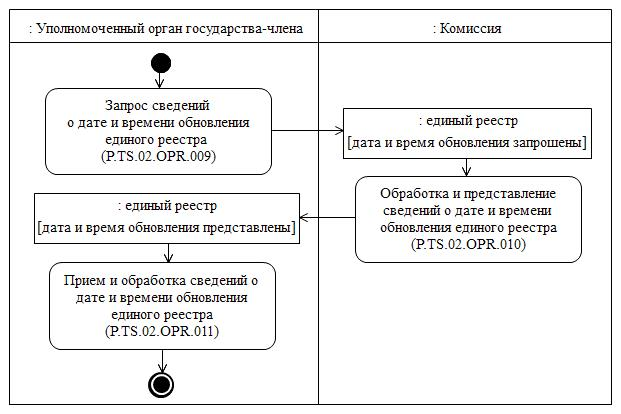 : Уполномоченный орган государства-члена
: Комиссия
Запрос сведений
о дате и времени обновления
единого реестра
(P.TS.02.OPR.009)
: единый реестр
[дата и время обновления запрошены]
Обработка и представление
сведений о дате и времени
обновления единого реестра
(P.TS.02.OPR.010)
: единый реестр
[дата и время обновления представлены]
Прием и обработка сведений о
дате и времени обновления
единого реестра
(P.TS.02.OPR.011)